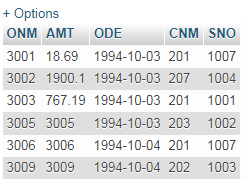 + Options
ONM AMT ODE CNM SNO
3001 18.69 1994-10-03 201 1007
3002 1900.1 1994-10-03 207 1004
3003 767.19 1994-10-03 201 1001
3005 3005 1994-10-03 203 1002
3006 3006 1994-10-04 201 1007
3009 3009 1994-10-04 202 1003